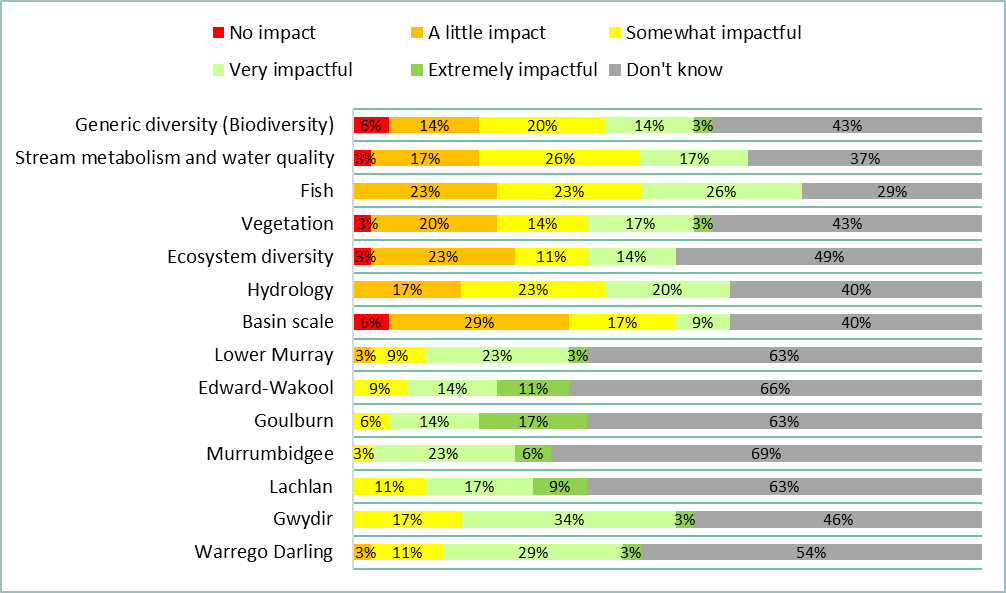 No impact A little impact Somewhat impactful
Very impactful Extremely impactful Don't know
Generic diversity (Biodiversity) 6% 14% 20% 14% 3% 43%
Stream metabolism and water quality 3% 17% 26% 17% 37%
Fish 23% 23% 26% 29%
Vegetation 3% 20% 14% 17% 3% 43%
Ecosystem diversity 3% 23% 11% 14% 49%
Hydrology 17% 23% 20% 40%
Basin scale 6% 29% 17% 9% 40%
Lower Murray 3% 9% 23% 3% 63%
Edward-Wakool 9% 14% 11% 66%
Goulburn 6% 14% 17% 63%
Murrumbidgee 3% 23% 6% 69%
Lachlan 11% 17% 9% 63%
Gwydir 17% 34% 3% 46%
Warrego Darling 3% 11% 29% 3% 54%